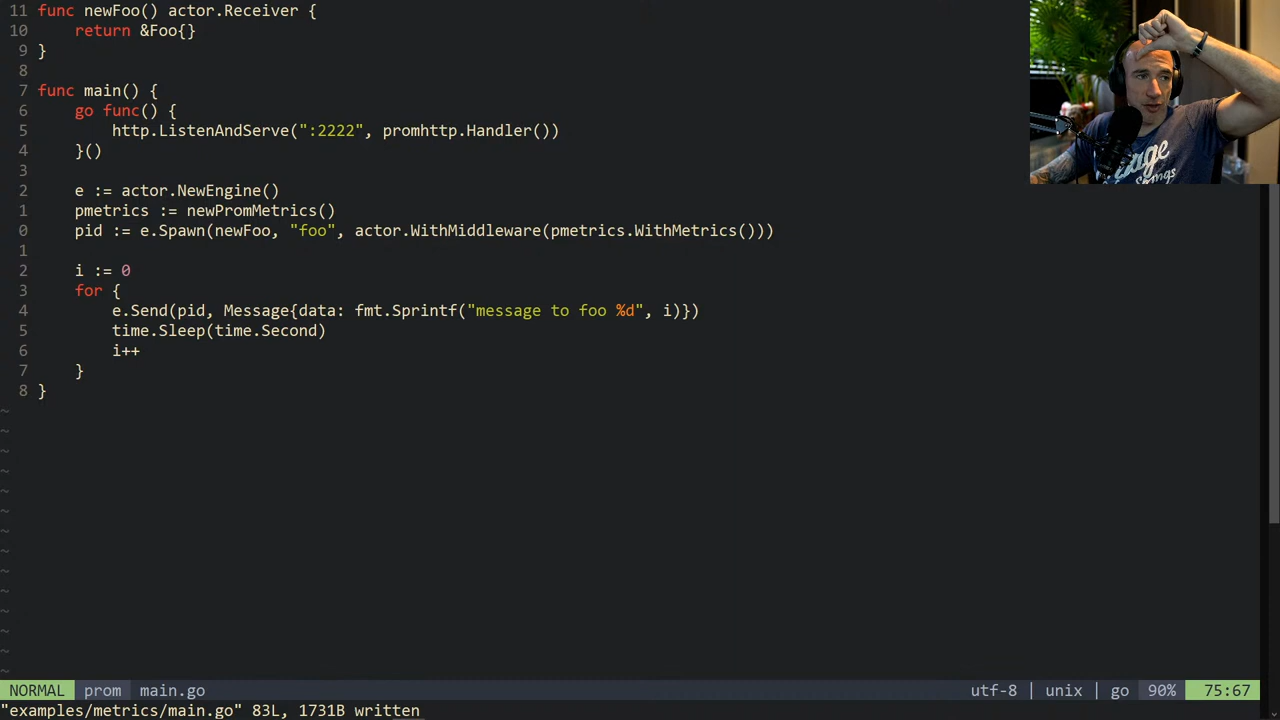 11 func newFoo() actor.Receiver {
10 return &Foo{}
9 }
8
7 func main() {
6 go func() {
5 http.ListenAndServe(":2222", promhttp.Handler())
4 }()
3
2 e := actor.NewEngine()
1 pmetrics := newPromMetrics()
0 pid := e.Spawn(newFoo, "foo", actor.WithMiddleware(pmetrics.WithMetrics()))
1
2 i := 0
3 for {
4 e.Send(pid, Message{data: fmt.Sprintf("message to foo %d", i)})
5 time.Sleep(time.Second)
6 i++
7 }
8 }
~
~
~
~
~
~
~
~
~
~
~
~
~
~
NORMAL prom main.go utf-8 | unix | go 90% 75:67
"examples/metrics/main.go" 83L, 1731B written